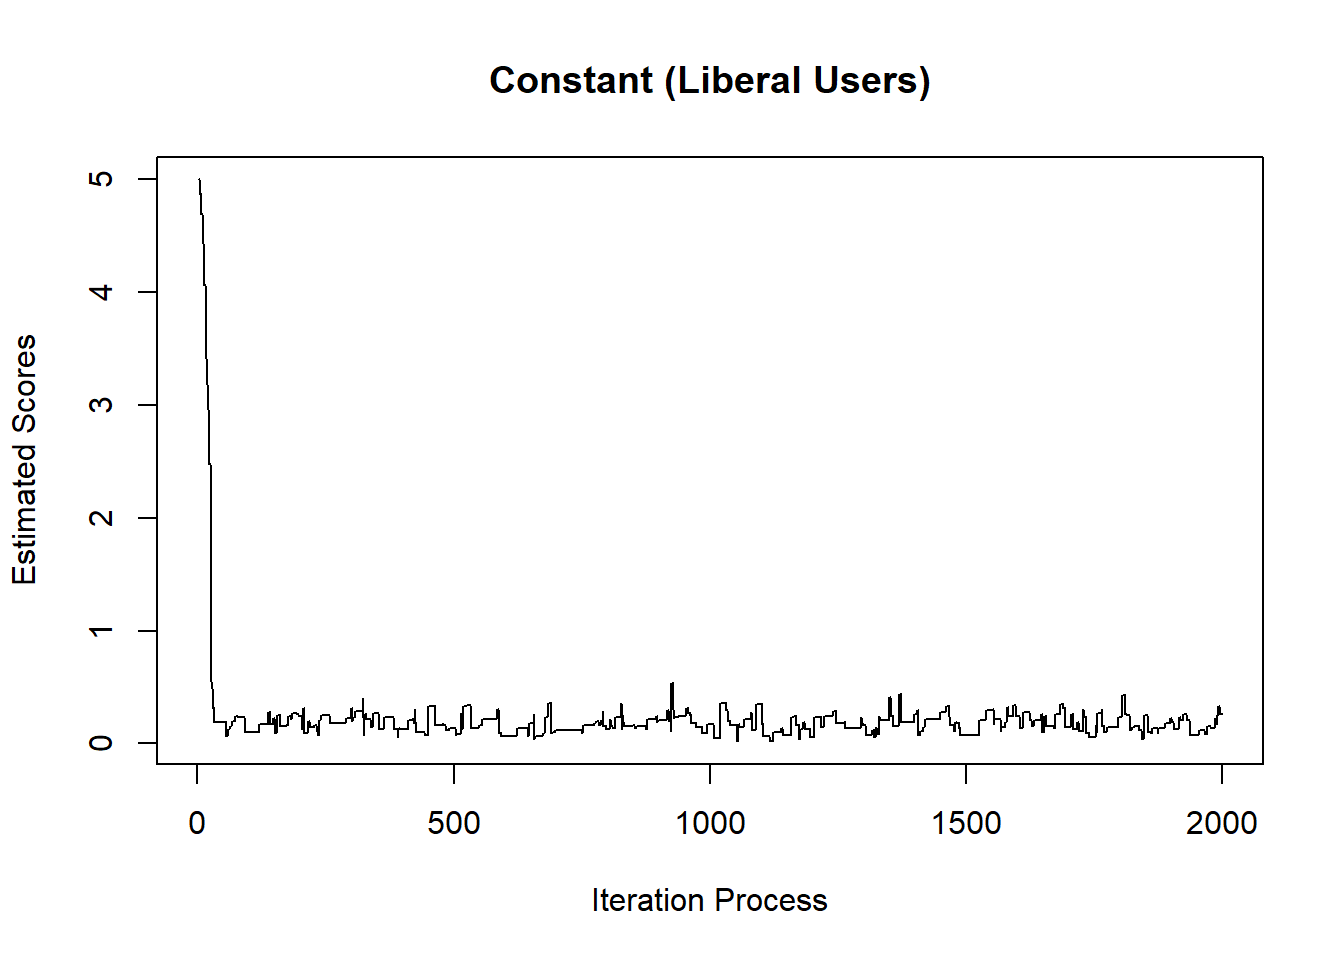 Constant (Liberal Users)
5
4
3
2
1
0
Estimated Scores
0 500 1000 1500 2000
Iteration Process